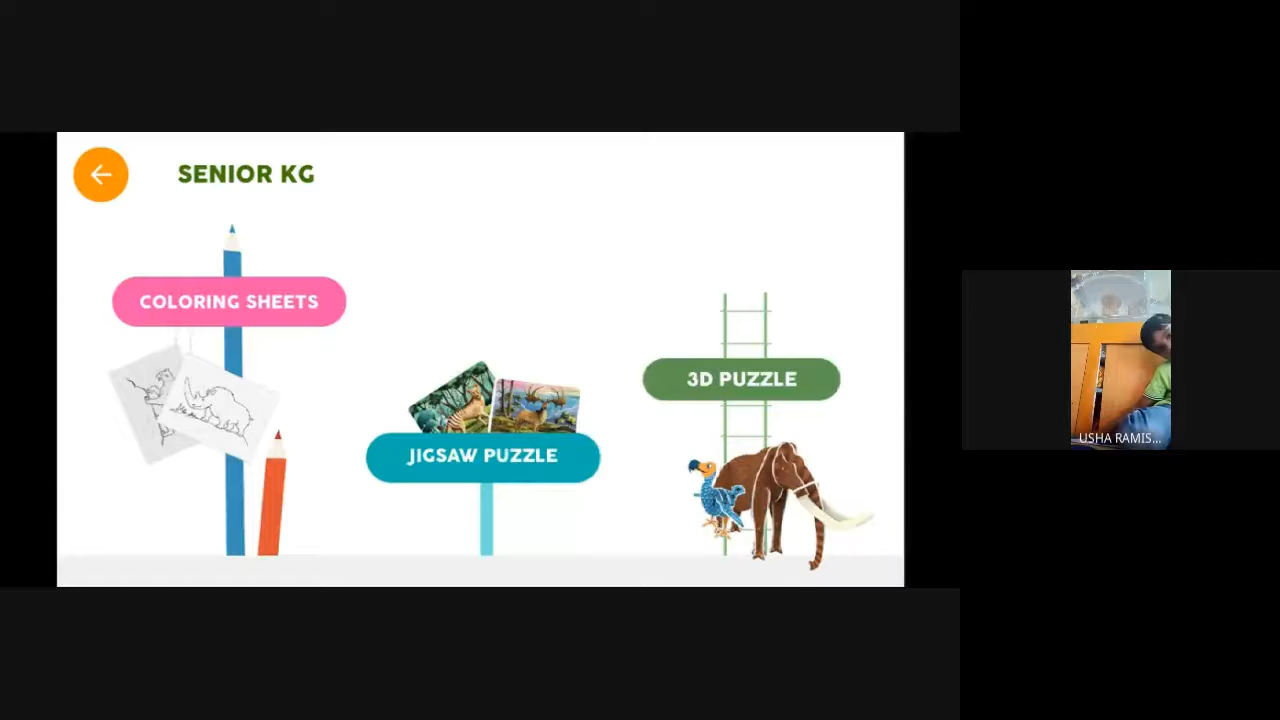 SENIOR KG
COLORING SHEETS
JIGSAW PUZZLE
3D PUZZLE
USHA RAMIS...